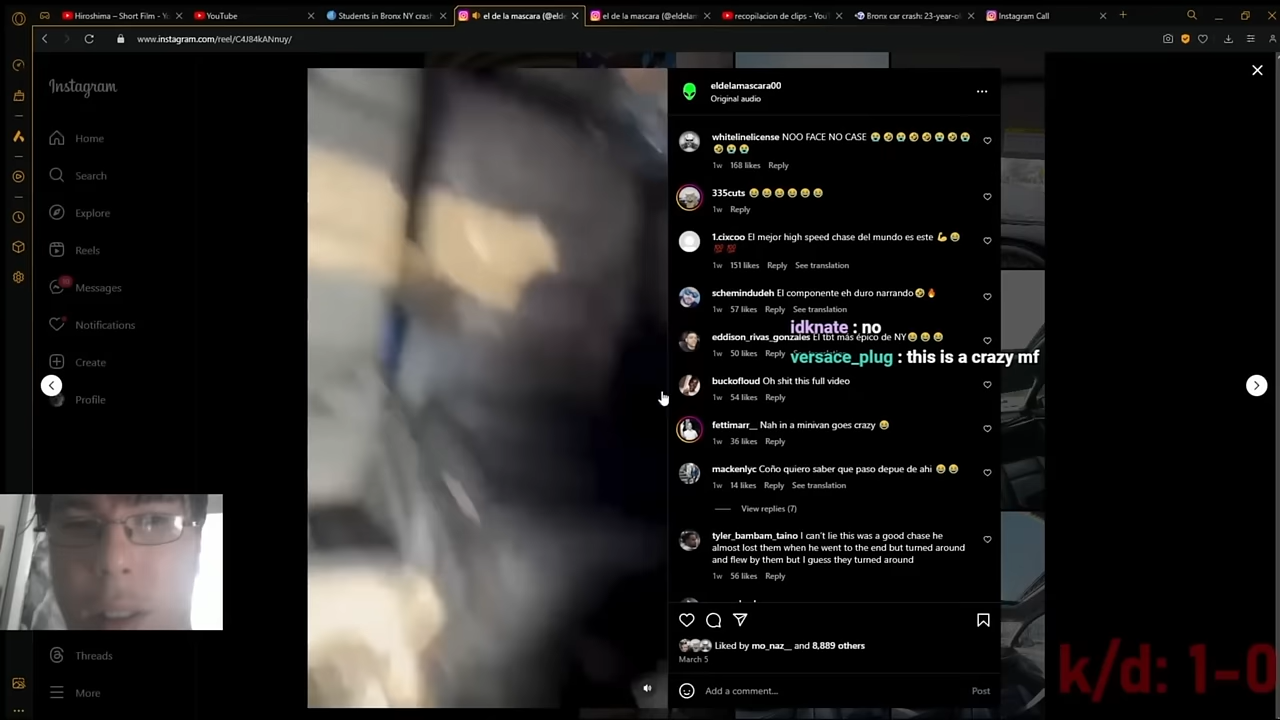 Hiroshima – Short Film -
YouTube
Students in Bronx NY crash
el de la mascara (@eld
el de la mascara (@eldelam
recopilacion de clips - YouT
Bronx car crash: 23-year-o
Instagram Call
www.instagram.com/reel/C4J84kANnuy/
Instagram
Home
Search
Explore
Reels
Messages
Notifications
Create
Profile
Threads
More
eldelamascara00
Original audio
whitelinelicense NOO FACE NO CASE 😭🤣😭🤣🤣😭🤣😭
🤣😭😭
1w 168 likes Reply
335cuts 😂😂😂😂😂😂
1w Reply
1.cixcoo El mejor high speed chase del mundo es este 💪😂
💯💯
1w 151 likes Reply See translation
schemindudeh El componente eh duro narrando🤣🔥
1w 57 likes Reply See translation
idknate : no
eddison_rivas_gonzales El tbt más épico de NY😂😂😂
1w 50 likes Reply
versace_plug : this is a crazy mf
buckofloud Oh shit this full video
1w 54 likes Reply
fettimarr__ Nah in a minivan goes crazy 😂
1w 36 likes Reply
mackenlyc Coño quiero saber que paso depue de ahi 😂😂
1w 14 likes Reply See translation
View replies (7)
tyler_bambam_taino I can't lie this was a good chase he
almost lost them when he went to the end but turned around
and flew by them but I guess they turned around
1w 56 likes Reply
Liked by mo_naz__ and 8,889 others
March 5
Add a comment...
Post
k/d: 1-0